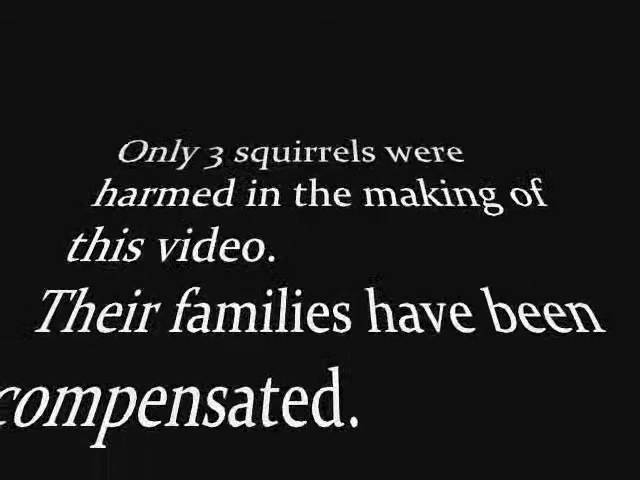 Only 3 squirrels were
harmed in the making of
this video.
Their families have been
compensated.